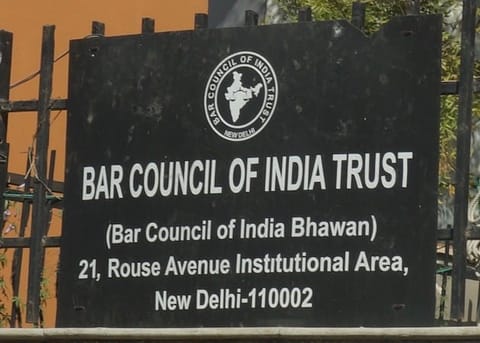 BAR COUNCIL OF INDIA TRUST
NEW DELHI
BAR COUNCIL OF INDIA TRUST
(Bar Council of India Bhawan)
21, Rouse Avenue Institutional Area,
New Delhi-110002